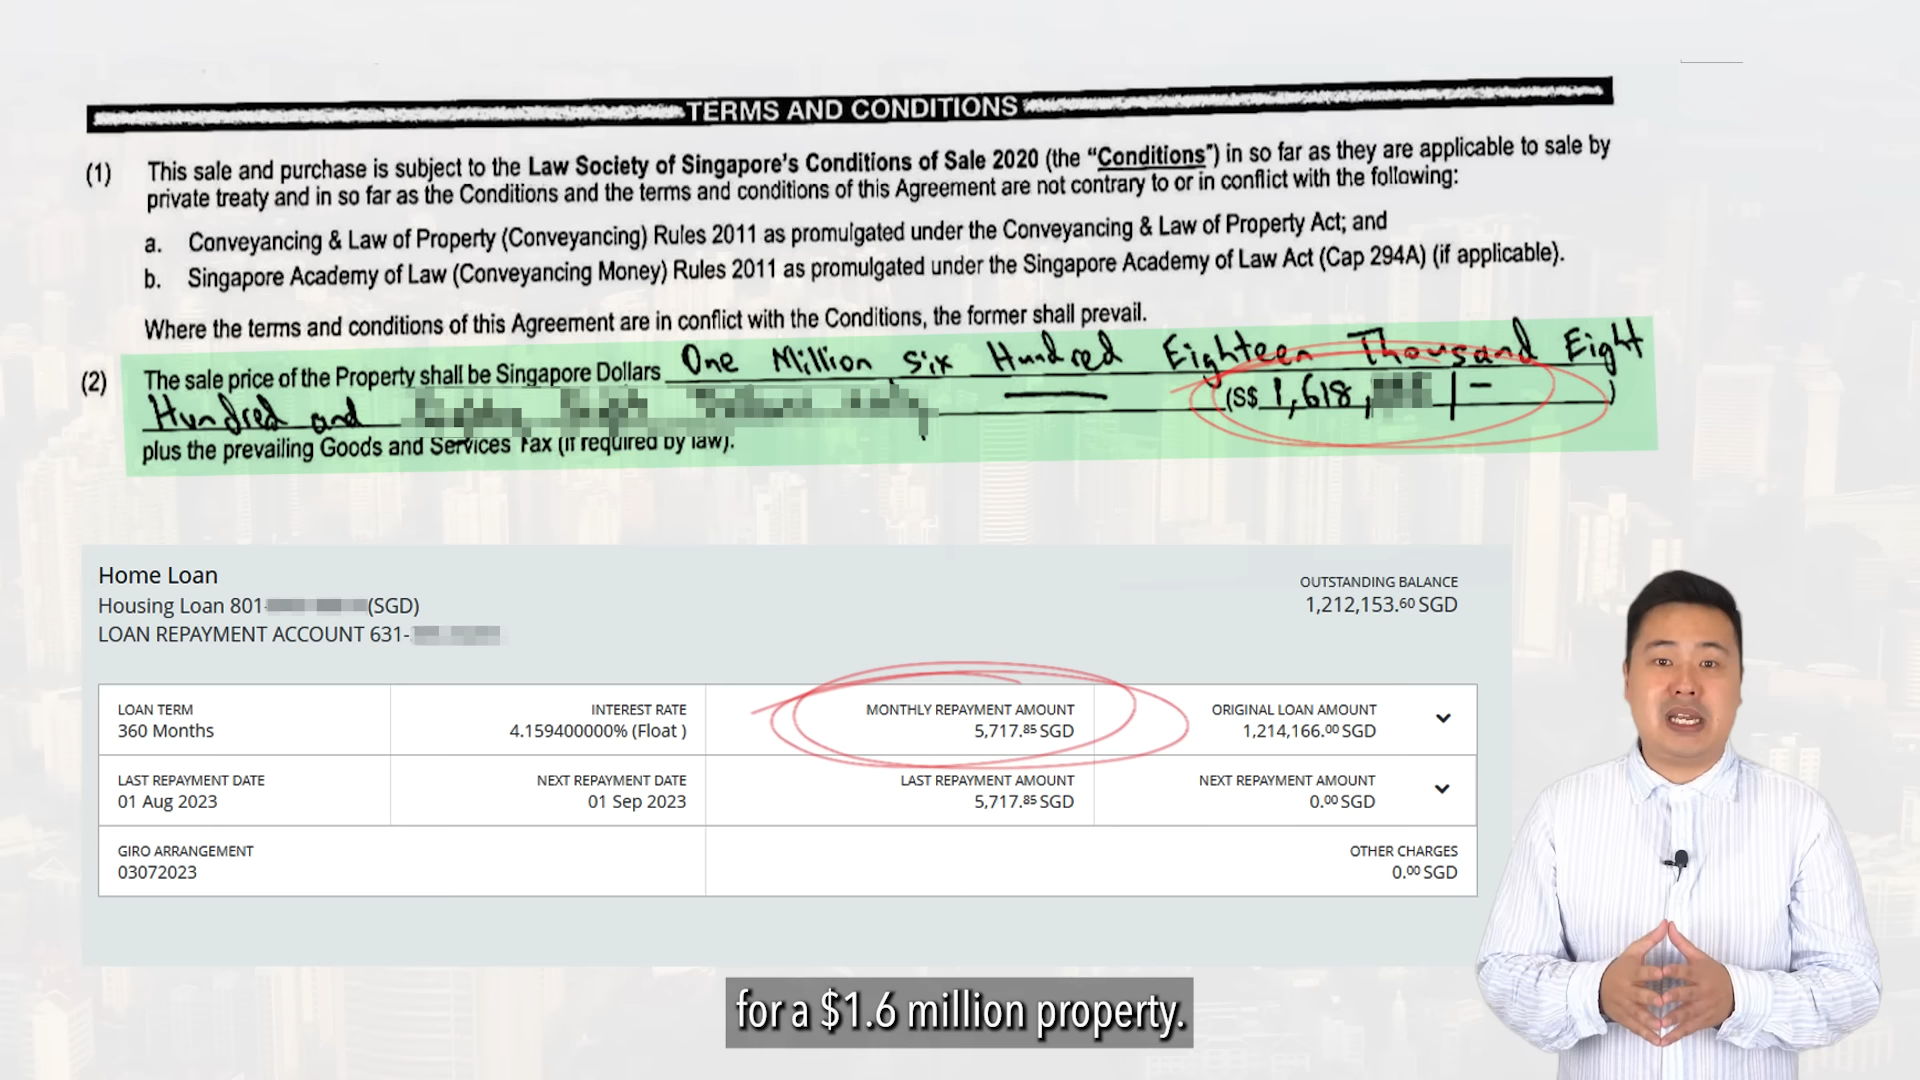 TERMS AND CONDITIONS
(1) This sale and purchase is subject to the Law Society of Singapore's Conditions of Sale 2020 (the "Conditions") in so far as they are applicable to sale by
private treaty and in so far as the Conditions and the terms and conditions of this Agreement are not contrary to or in conflict with the following:
a. Conveyancing & Law of Property (Conveyancing) Rules 2011 as promulgated under the Conveyancing & Law of Property Act; and
b. Singapore Academy of Law (Conveyancing Money) Rules 2011 as promulgated under the Singapore Academy of Law Act (Cap 294A) (if applicable).
Where the terms and conditions of this Agreement are in conflict with the Conditions, the former shall prevail.
(2) The sale price of the Property shall be Singapore Dollars One Million six Hundred Eighteen Thousand Eight
Hundred and (S$ 1,618, /- )
plus the prevailing Goods and Services Tax (if required by law).
Home Loan
OUTSTANDING BALANCE
Housing Loan 801- (SGD)
1,212,153.60 SGD
LOAN REPAYMENT ACCOUNT 631-
LOAN TERM INTEREST RATE MONTHLY REPAYMENT AMOUNT ORIGINAL LOAN AMOUNT
360 Months 4.159400000% (Float ) 5,717.85 SGD 1,214,166.00 SGD
LAST REPAYMENT DATE NEXT REPAYMENT DATE LAST REPAYMENT AMOUNT NEXT REPAYMENT AMOUNT
01 Aug 2023 01 Sep 2023 5,717.85 SGD 0.00 SGD
GIRO ARRANGEMENT OTHER CHARGES
03072023 0.00 SGD
for a $1.6 million property.